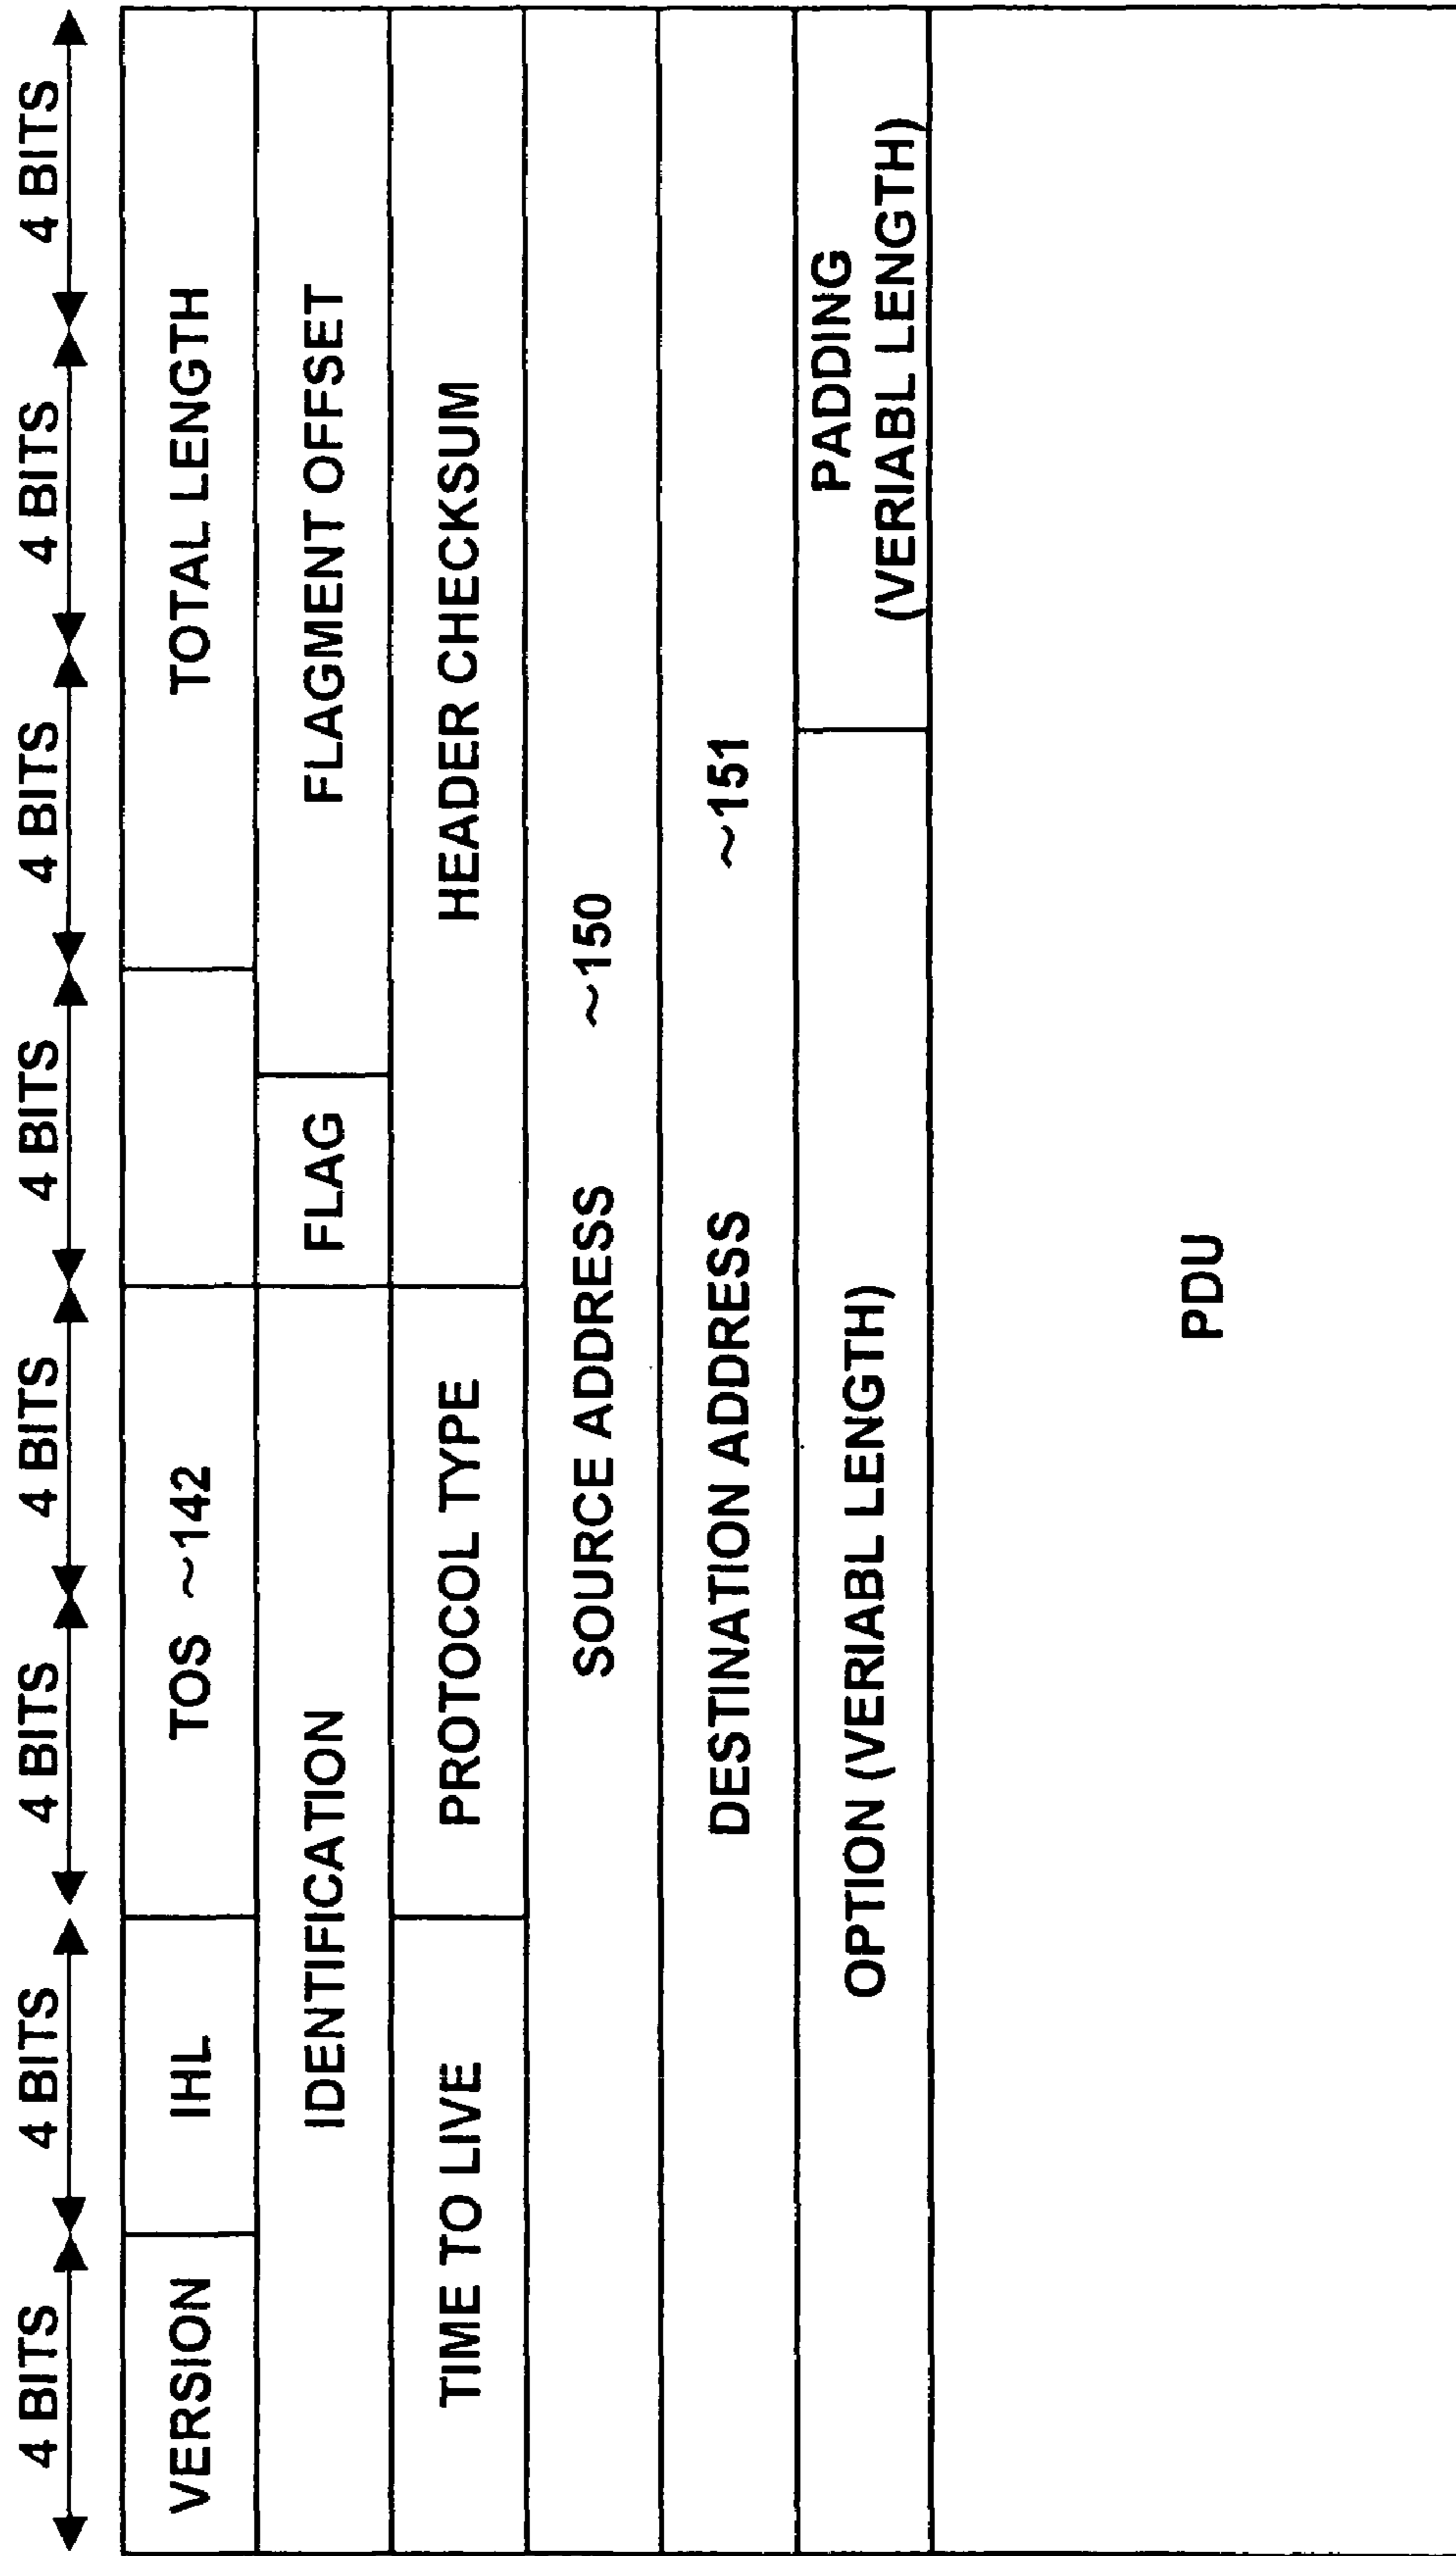 4 BITS 4 BITS 4 BITS 4 BITS 4 BITS 4 BITS 4 BITS 4 BITS
VERSION IHL TOS ~142 TOTAL LENGTH
IDENTIFICATION FLAG FLAGMENT OFFSET
TIME TO LIVE PROTOCOL TYPE HEADER CHECKSUM
SOURCE ADDRESS ~150
DESTINATION ADDRESS ~151
OPTION (VERIABL LENGTH) PADDING
(VERIABL LENGTH)
PDU